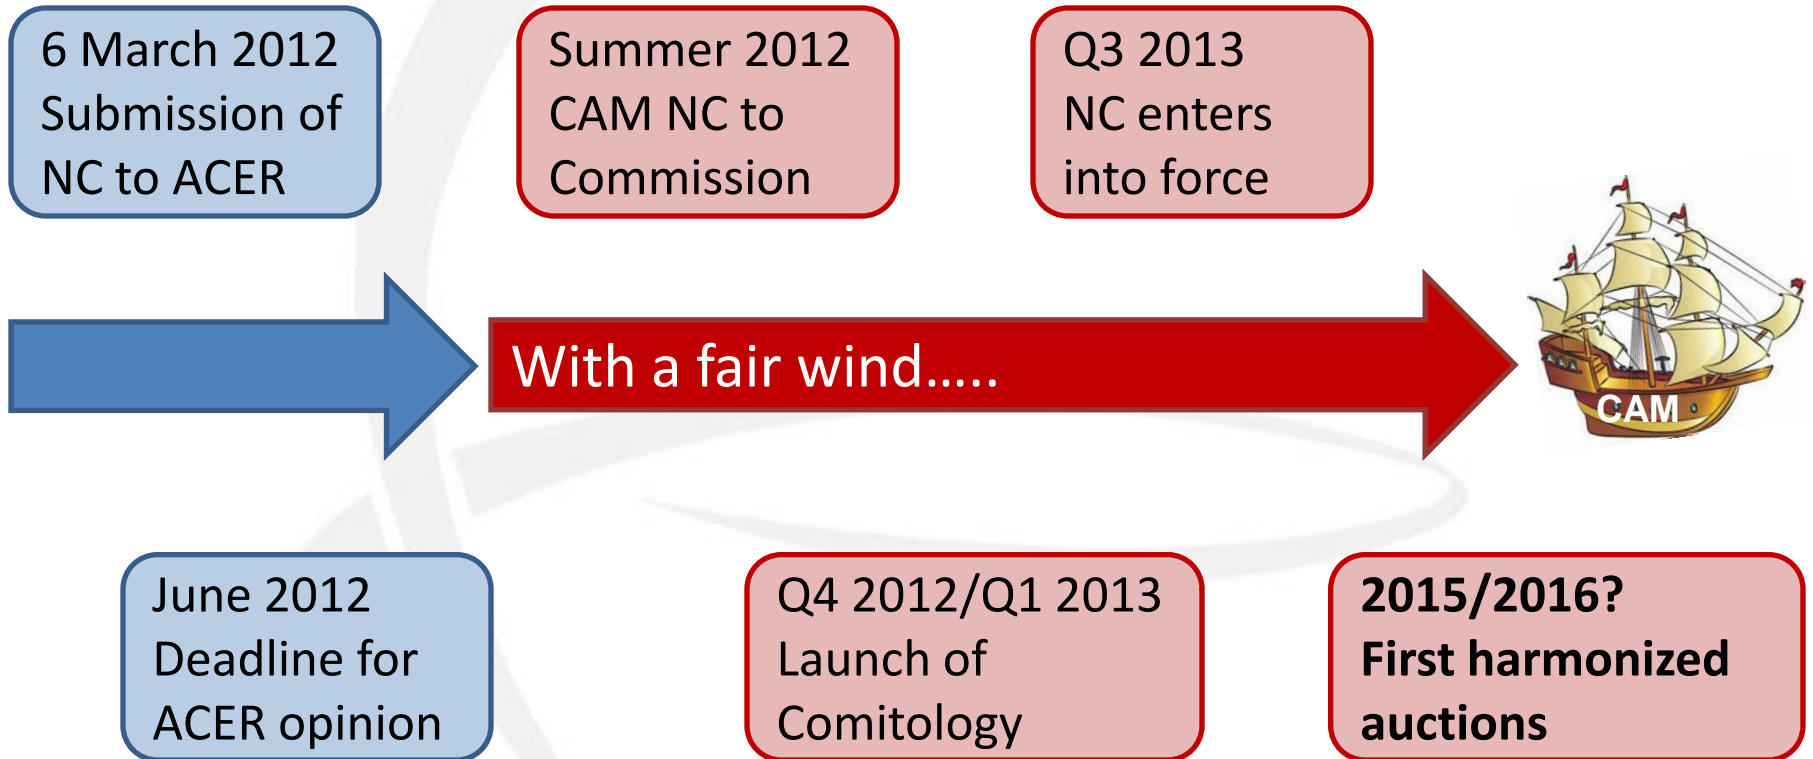 6 March 2012
Submission of
NC to ACER
Summer 2012
CAM NC to
Commission
Q3 2013
NC enters
into force
With a fair wind…..
CAM
June 2012
Deadline for
ACER opinion
Q4 2012/Q1 2013
Launch of
Comitology
2015/2016?
First harmonized
auctions